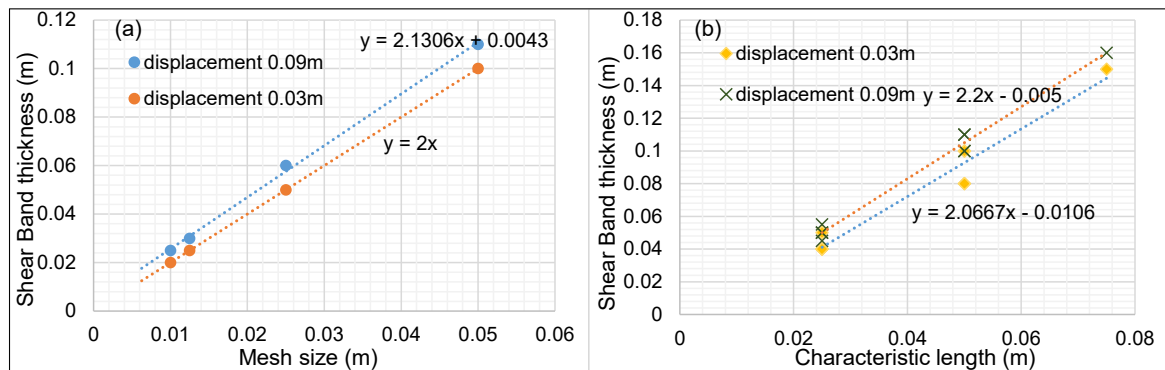 (a)
y = 2.1306x + 0.0043
displacement 0.09m
displacement 0.03m
y = 2x
Shear Band thickness (m)
0.12
0.1
0.08
0.06
0.04
0.02
0
0
0.01
0.02
0.03
0.04
0.05
0.06
Mesh size (m)
(b)
displacement 0.03m
displacement 0.09m
y = 2.2x - 0.005
y = 2.0667x - 0.0106
Shear Band thickness (m)
0.18
0.16
0.14
0.12
0.1
0.08
0.06
0.04
0.02
0
0
0.02
0.04
0.06
0.08
Characteristic length (m)